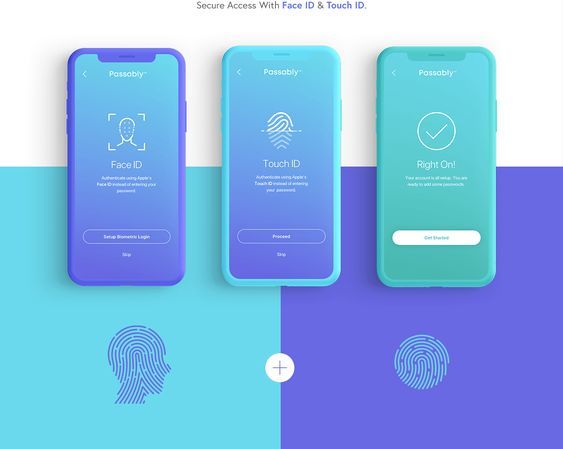 Secure Access With Face ID & Touch ID.
Passably™
Face ID
Authenticate using Apple's
Face ID instead of entering your
password.
Setup Biometric Login
Skip
Passably™
Touch ID
Authenticate using Apple's
Touch ID instead of entering
your password.
Proceed
Skip
Passably™
Right On!
Your account is all setup. You are
ready to add some passwords.
Get Started